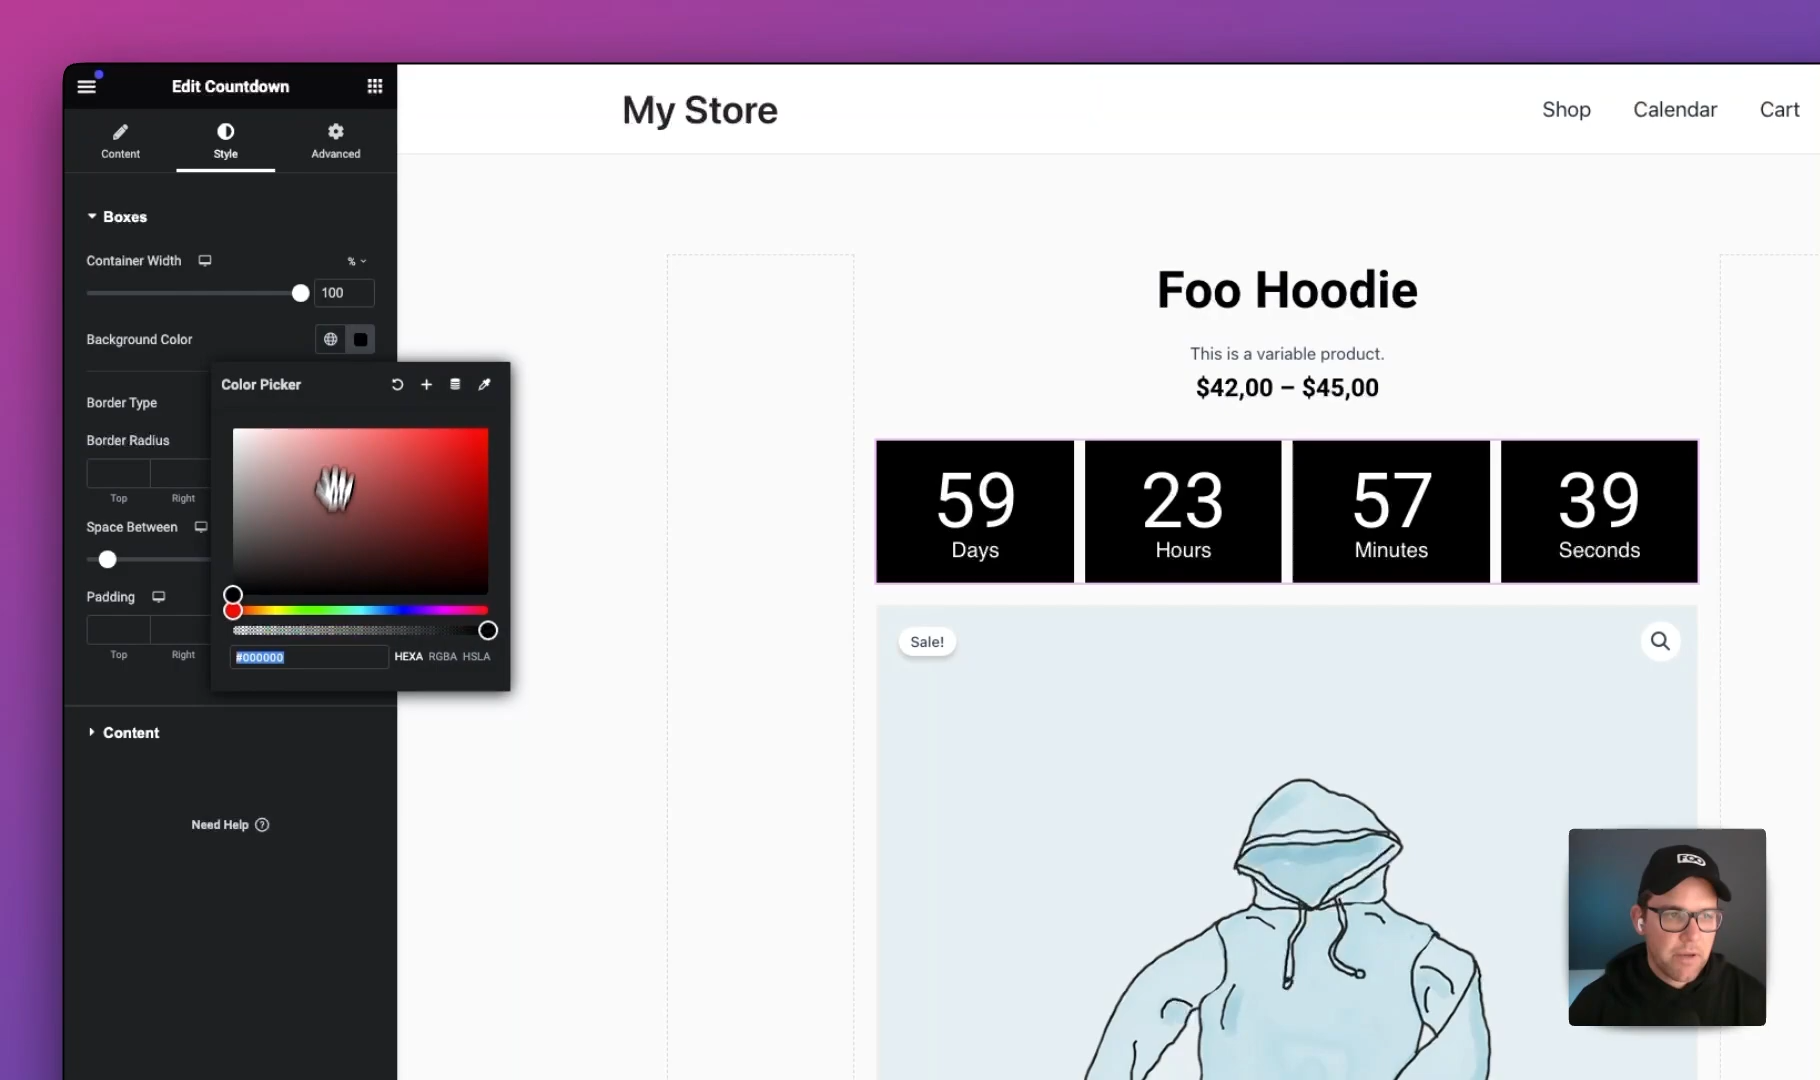 Edit Countdown
Content
Style
Advanced
Boxes
Container Width
%
100
Background Color
Color Picker
Border Type
Border Radius
Top
Right
Space Between
Padding
Top
Right
#000000
HEXA RGBA HSLA
Content
Need Help ?
My Store
Shop
Calendar
Cart
Foo Hoodie
This is a variable product.
$42,00 – $45,00
59
Days
23
Hours
57
Minutes
39
Seconds
Sale!
FOO